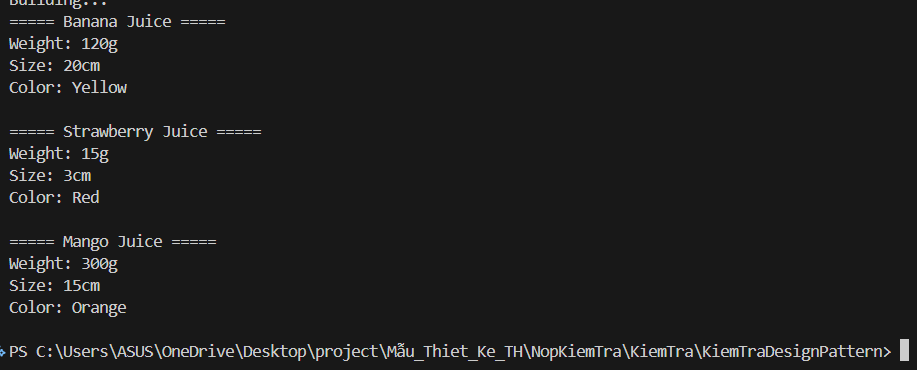 Building...
===== Banana Juice =====
Weight: 120g
Size: 20cm
Color: Yellow
===== Strawberry Juice =====
Weight: 15g
Size: 3cm
Color: Red
===== Mango Juice =====
Weight: 300g
Size: 15cm
Color: Orange
PS C:\Users\ASUS\OneDrive\Desktop\project\Mẫu_Thiet_Ke_TH\NopKiemTra\KiemTra\KiemTraDesignPattern>